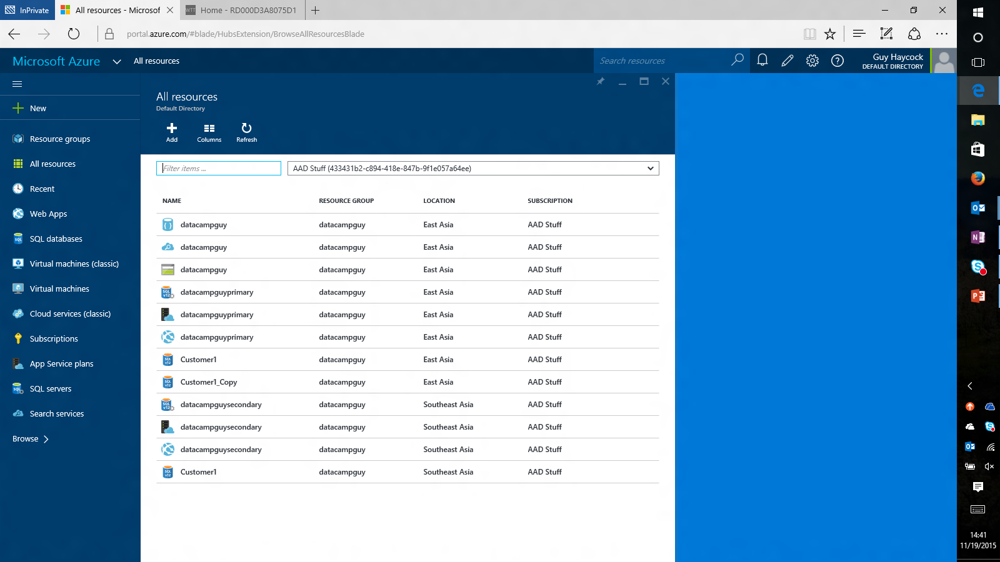 InPrivate
All resources - Microsof
Home - RD000D3A8075D1
portal.azure.com/#blade/HubsExtension/BrowseAllResourcesBlade
Microsoft Azure
All resources
Search resources
Guy Haycock
DEFAULT DIRECTORY
New
Resource groups
All resources
Recent
Web Apps
SQL databases
Virtual machines (classic)
Virtual machines
Cloud services (classic)
Subscriptions
App Service plans
SQL servers
Search services
Browse
All resources
Default Directory
Add
Columns
Refresh
Filter items ...
AAD Stuff (433431b2-c894-418e-847b-9f1e057a64ee)
NAME RESOURCE GROUP LOCATION SUBSCRIPTION
datacampguy datacampguy East Asia AAD Stuff
datacampguy datacampguy East Asia AAD Stuff
datacampguy datacampguy East Asia AAD Stuff
datacampguyprimary datacampguy East Asia AAD Stuff
datacampguyprimary datacampguy East Asia AAD Stuff
datacampguyprimary datacampguy East Asia AAD Stuff
Customer1 datacampguy East Asia AAD Stuff
Customer1_Copy datacampguy East Asia AAD Stuff
datacampguysecondary datacampguy Southeast Asia AAD Stuff
datacampguysecondary datacampguy Southeast Asia AAD Stuff
datacampguysecondary datacampguy Southeast Asia AAD Stuff
Customer1 datacampguy Southeast Asia AAD Stuff
14:41
11/19/2015